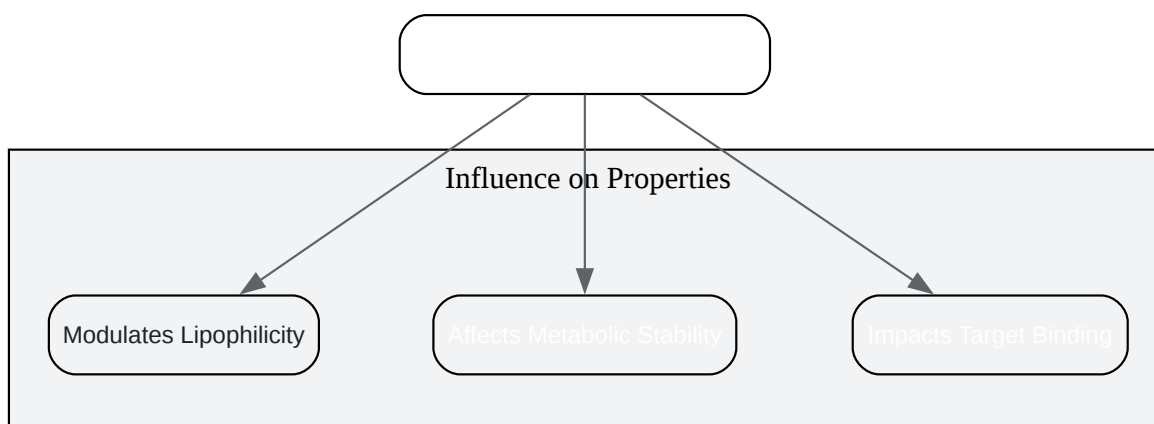 Influence on Properties
Modulates Lipophilicity
Affects Metabolic Stability
Impacts Target Binding